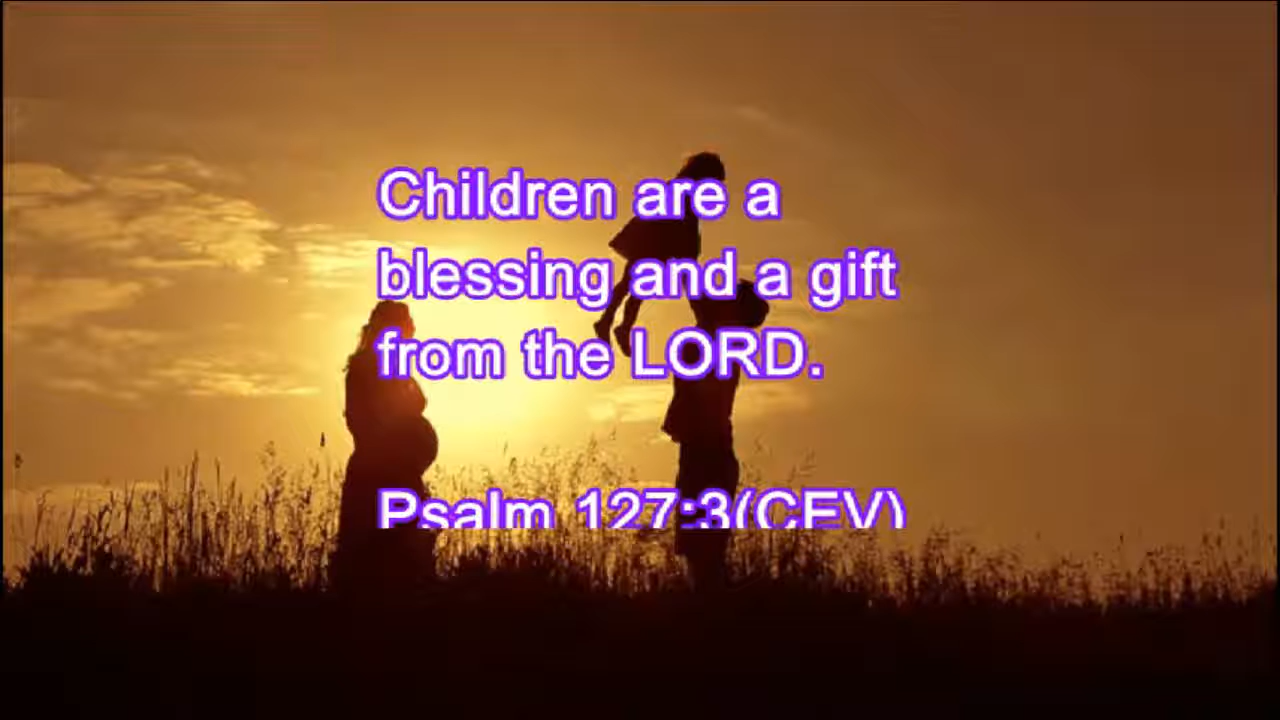 Children are a
blessing and a gift
from the LORD.
Psalm 127:3(CEV)